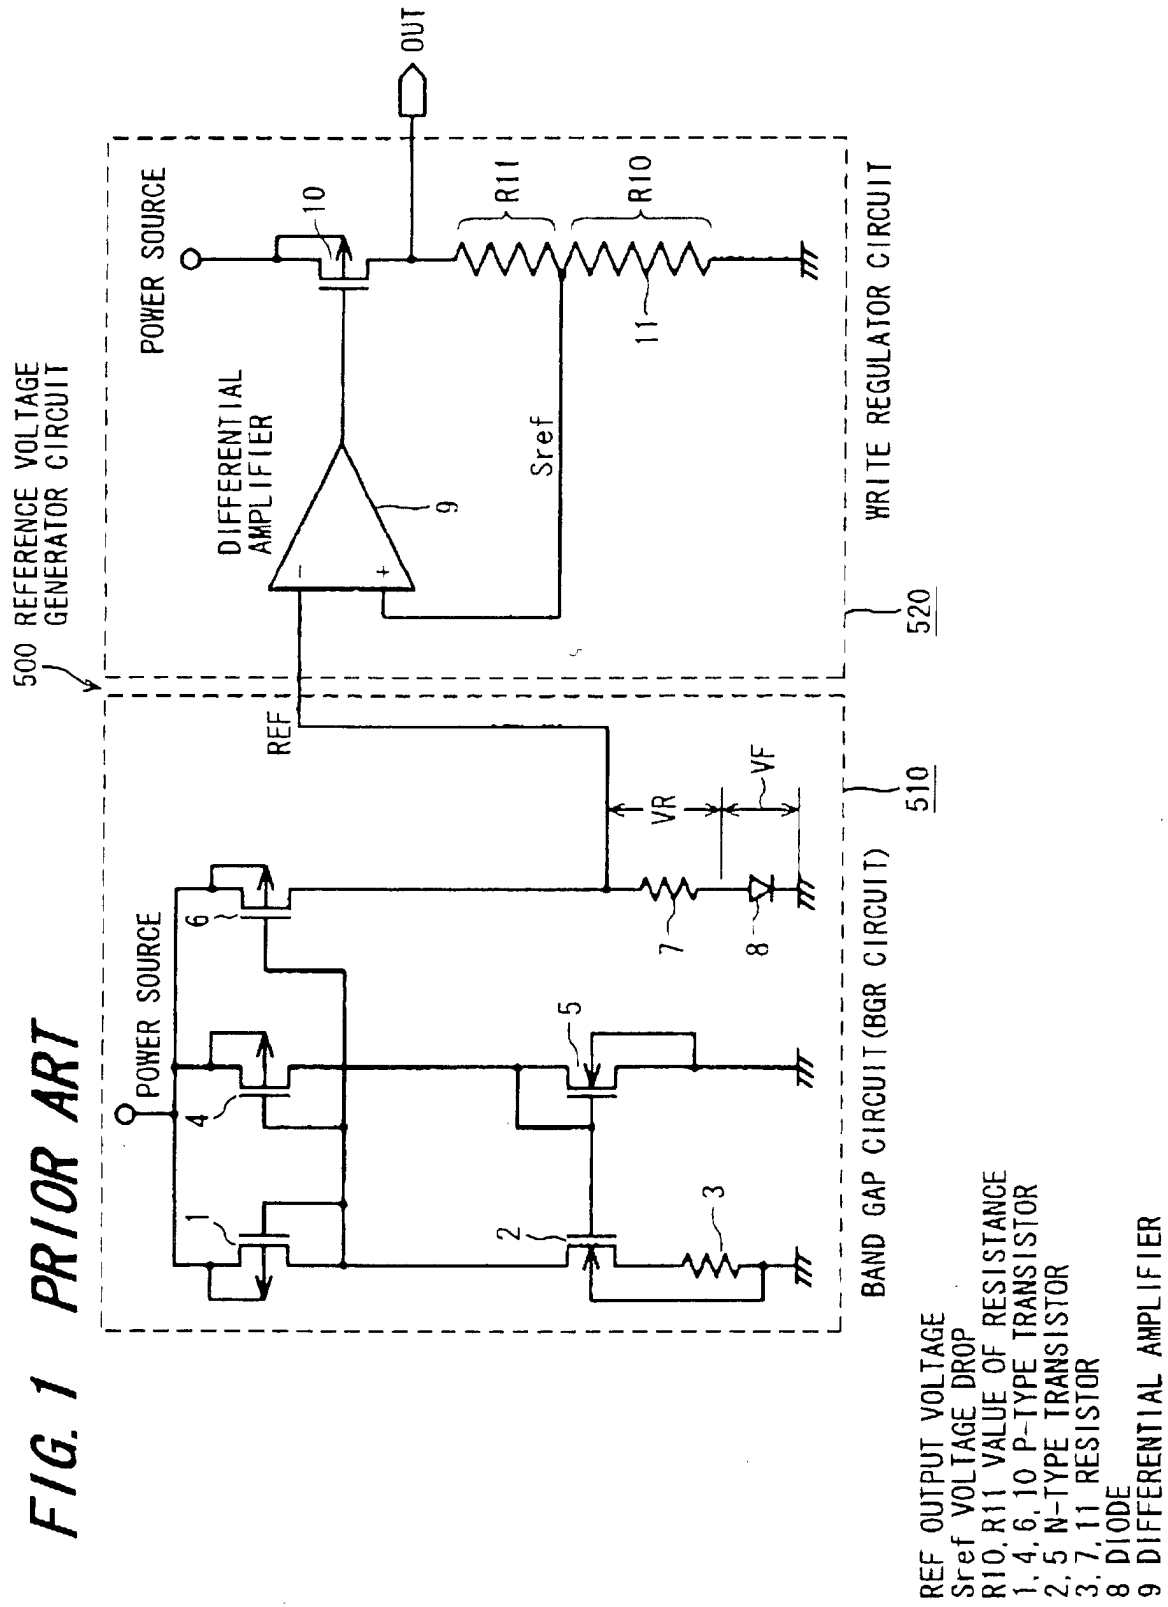 FIG. 1 PRIOR ART
500 REFERENCE VOLTAGE
GENERATOR CIRCUIT
POWER SOURCE
1
4
6
2
5
3
7
8
VR
VF
REF
BAND GAP CIRCUIT(BGR CIRCUIT)
510
DIFFERENTIAL
AMPLIFIER
-
+
9
POWER SOURCE
10
OUT
R11
R10
11
Sref
WRITE REGULATOR CIRCUIT
520
REF OUTPUT VOLTAGE
Sref VOLTAGE DROP
R10, R11 VALUE OF RESISTANCE
1, 4, 6, 10 P-TYPE TRANSISTOR
2, 5 N-TYPE TRANSISTOR
3, 7, 11 RESISTOR
8 DIODE
9 DIFFERENTIAL AMPLIFIER